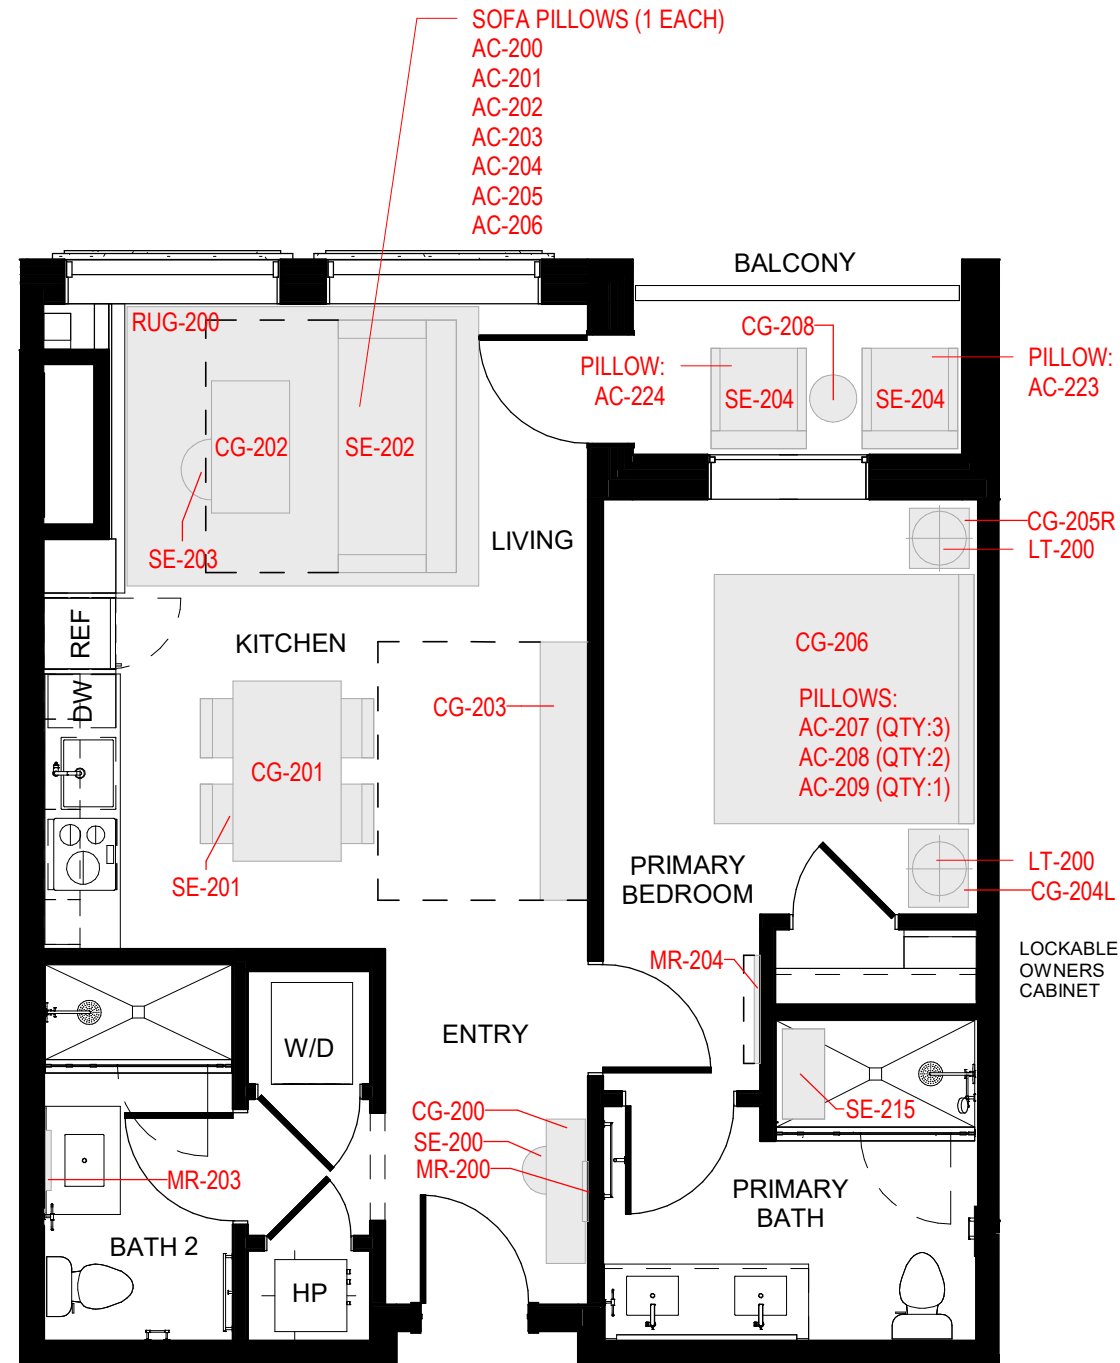 SOFA PILLOWS (1 EACH)
AC-200
AC-201
AC-202
AC-203
AC-204
AC-205
AC-206
BALCONY
RUG-200
CG-208
PILLOW:
AC-224
PILLOW:
AC-223
SE-204
SE-204
CG-202
SE-202
SE-203
LIVING
CG-205R
LT-200
REF
KITCHEN
CG-206
DW
CG-203
PILLOWS:
AC-207 (QTY:3)
AC-208 (QTY:2)
AC-209 (QTY:1)
CG-201
SE-201
PRIMARY
BEDROOM
LT-200
CG-204L
LOCKABLE
OWNERS
CABINET
MR-204
W/D
ENTRY
CG-200
SE-200
MR-200
SE-215
MR-203
PRIMARY
BATH
BATH 2
HP